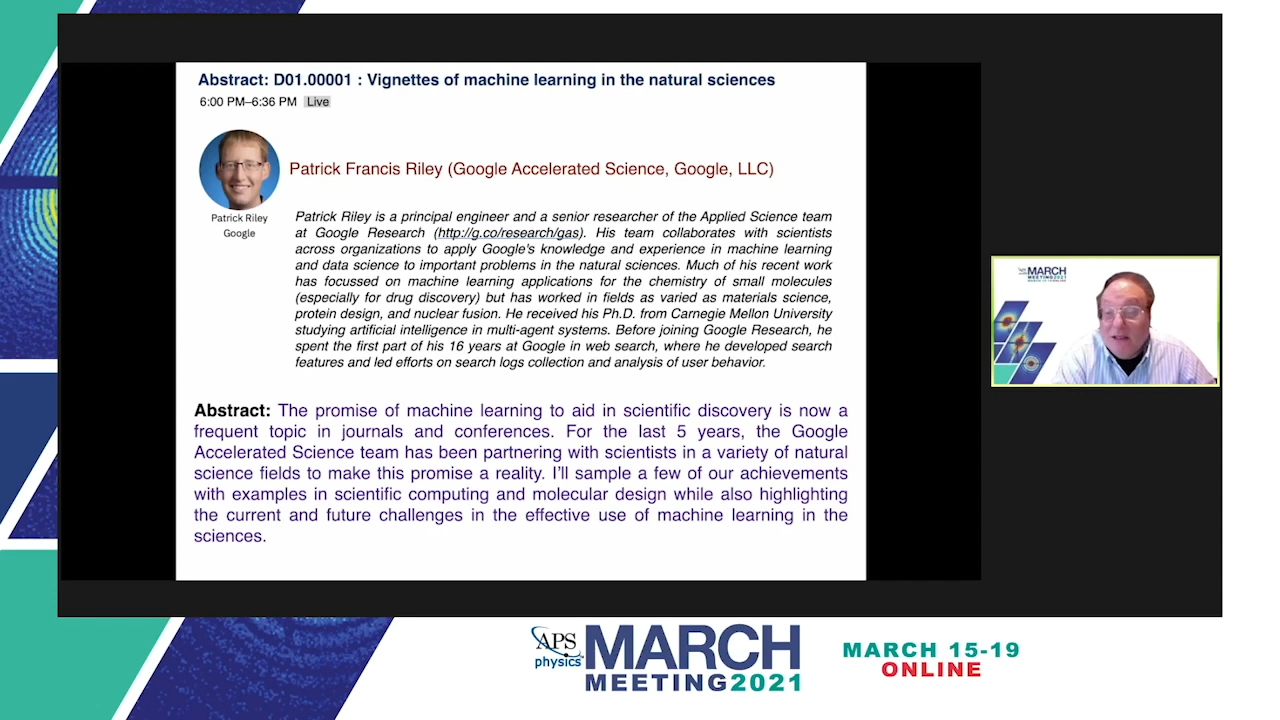 Abstract: D01.00001 : Vignettes of machine learning in the natural sciences
6:00 PM–6:36 PM Live
Patrick Francis Riley (Google Accelerated Science, Google, LLC)
Patrick Riley
Google
Patrick Riley is a principal engineer and a senior researcher of the Applied Science team
at Google Research (http://g.co/research/gas). His team collaborates with scientists
across organizations to apply Google's knowledge and experience in machine learning
and data science to important problems in the natural sciences. Much of his recent work
has focussed on machine learning applications for the chemistry of small molecules
(especially for drug discovery) but has worked in fields as varied as materials science,
protein design, and nuclear fusion. He received his Ph.D. from Carnegie Mellon University
studying artificial intelligence in multi-agent systems. Before joining Google Research, he
spent the first part of his 16 years at Google in web search, where he developed search
features and led efforts on search logs collection and analysis of user behavior.
Abstract: The promise of machine learning to aid in scientific discovery is now a
frequent topic in journals and conferences. For the last 5 years, the Google
Accelerated Science team has been partnering with scientists in a variety of natural
science fields to make this promise a reality. I'll sample a few of our achievements
with examples in scientific computing and molecular design while also highlighting
the current and future challenges in the effective use of machine learning in the
sciences.
MARCH
MEETING2021
APS
physics
MARCH
MEETING2021
MARCH 15-19
ONLINE